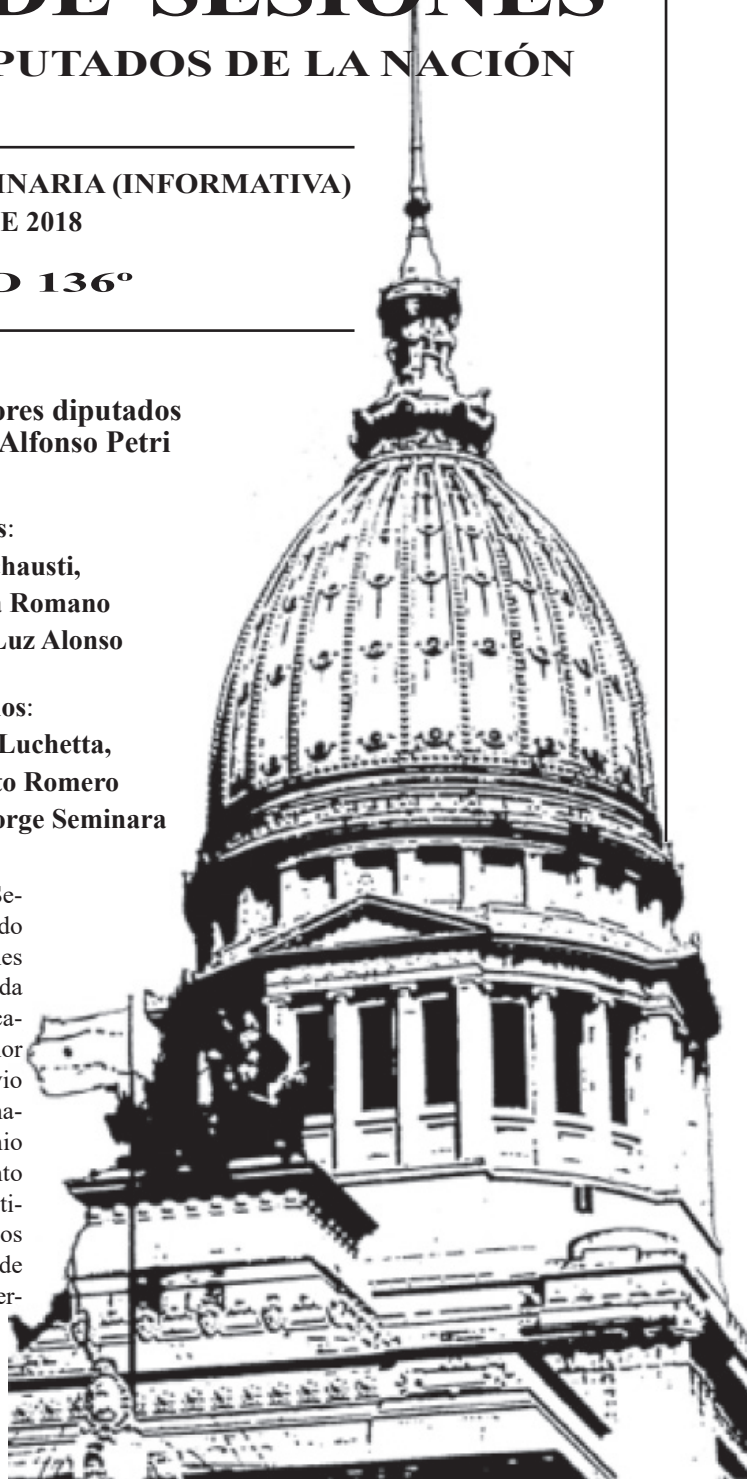 DE SESIONES
PUTADOS DE LA NACIÓN
INARIA (INFORMATIVA)
E 2018
O 136º
ores diputados
Alfonso Petri
s:
hausti,
a Romano
Luz Alonso
os:
Luchetta,
to Romero
orge Seminara
Se-
do
es
da
ca-
or
vio
na-
nio
nto
ti-
os
de
er-